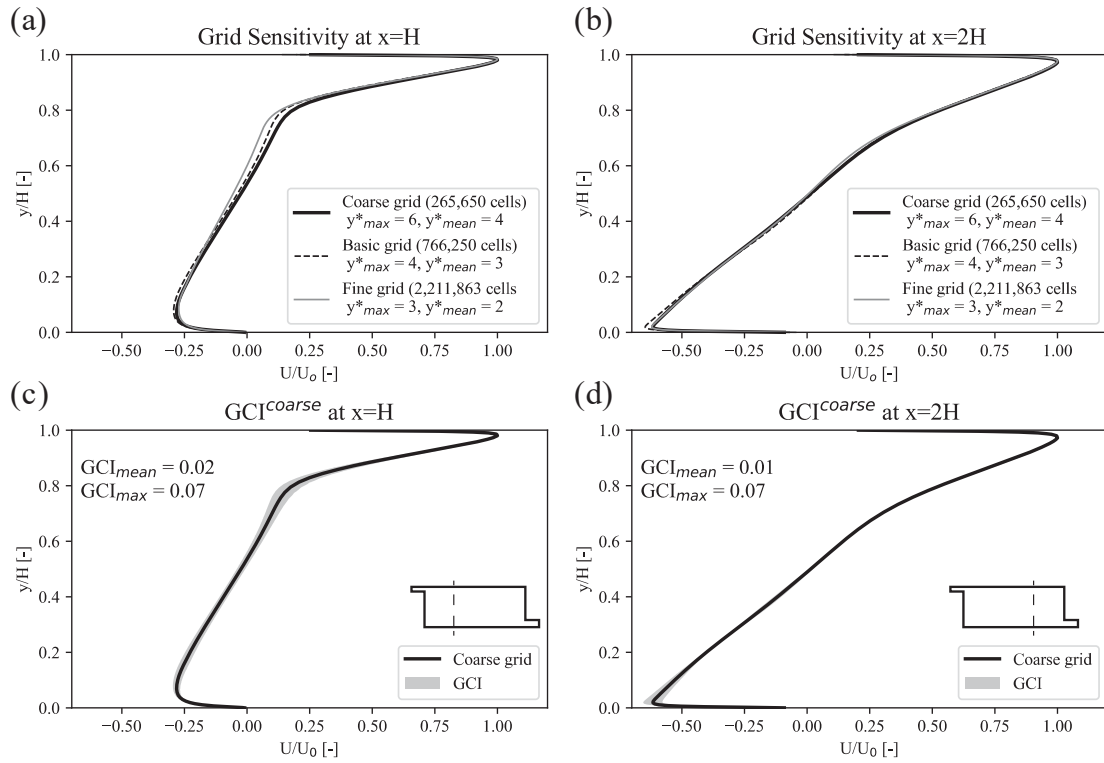 (a)
Grid Sensitivity at x=H
1.0
0.8
0.6
0.4
0.2
0.0
y/H [-]
Coarse grid (265,650 cells)
y*max = 6, y*mean = 4
Basic grid (766,250 cells)
y*max = 4, y*mean = 3
Fine grid (2,211,863 cells
y*max = 3, y*mean = 2
−0.50 −0.25 0.00 0.25 0.50 0.75 1.00
U/Uo [-]
(b)
Grid Sensitivity at x=2H
1.0
0.8
0.6
0.4
0.2
0.0
y/H [-]
Coarse grid (265,650 cells)
y*max = 6, y*mean = 4
Basic grid (766,250 cells)
y*max = 4, y*mean = 3
Fine grid (2,211,863 cells
y*max = 3, y*mean = 2
−0.50 −0.25 0.00 0.25 0.50 0.75 1.00
U/Uo [-]
(c)
GCIcoarse at x=H
1.0
0.8
0.6
0.4
0.2
0.0
y/H [-]
GCImean = 0.02
GCImax = 0.07
Coarse grid
GCI
−0.50 −0.25 0.00 0.25 0.50 0.75 1.00
U/U0 [-]
(d)
GCIcoarse at x=2H
1.0
0.8
0.6
0.4
0.2
0.0
y/H [-]
GCImean = 0.01
GCImax = 0.07
Coarse grid
GCI
−0.50 −0.25 0.00 0.25 0.50 0.75 1.00
U/U0 [-]